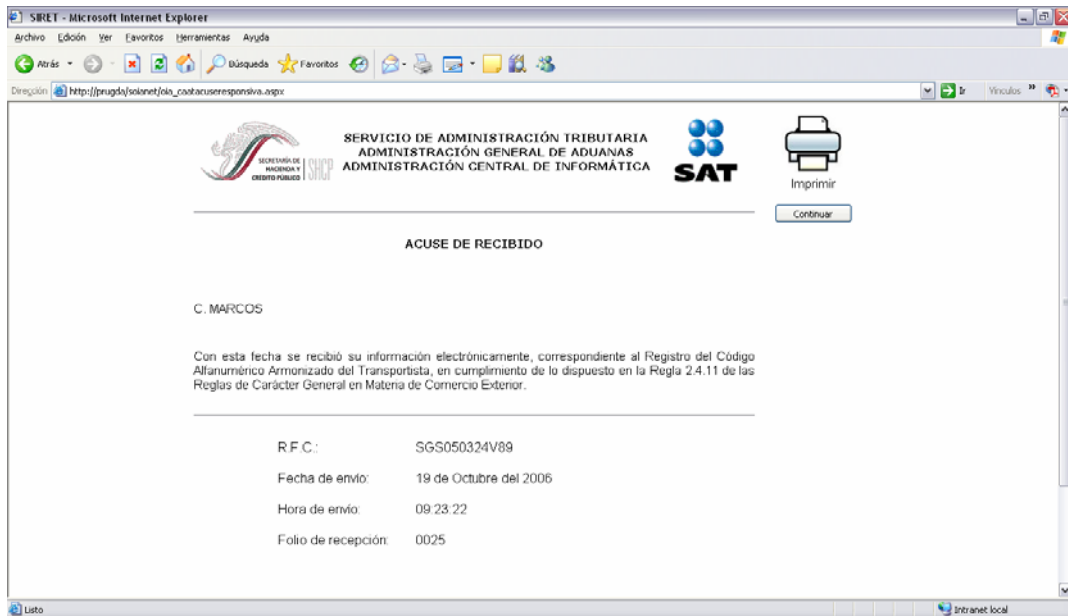 SIRET - Microsoft Internet Explorer
Archivo Edición Ver Favoritos Herramientas Ayuda
Atrás Búsqueda Favoritos
Dirección http://prugda/soianet/oia_caatacuseresponsiva.aspx Ir Vínculos
SECRETARÍA DE
HACIENDA Y
CRÉDITO PÚBLICO
SHCP
SERVICIO DE ADMINISTRACIÓN TRIBUTARIA
ADMINISTRACIÓN GENERAL DE ADUANAS
ADMINISTRACIÓN CENTRAL DE INFORMÁTICA
SAT
Imprimir
Continuar
ACUSE DE RECIBIDO
C. MARCOS
Con esta fecha se recibió su información electrónicamente, correspondiente al Registro del Código
Alfanumérico Armonizado del Transportista, en cumplimiento de lo dispuesto en la Regla 2.4.11 de las
Reglas de Carácter General en Materia de Comercio Exterior.
R.F.C.: SGS050324V89
Fecha de envío: 19 de Octubre del 2006
Hora de envío: 09:23:22
Folio de recepción: 0025
Listo Intranet local